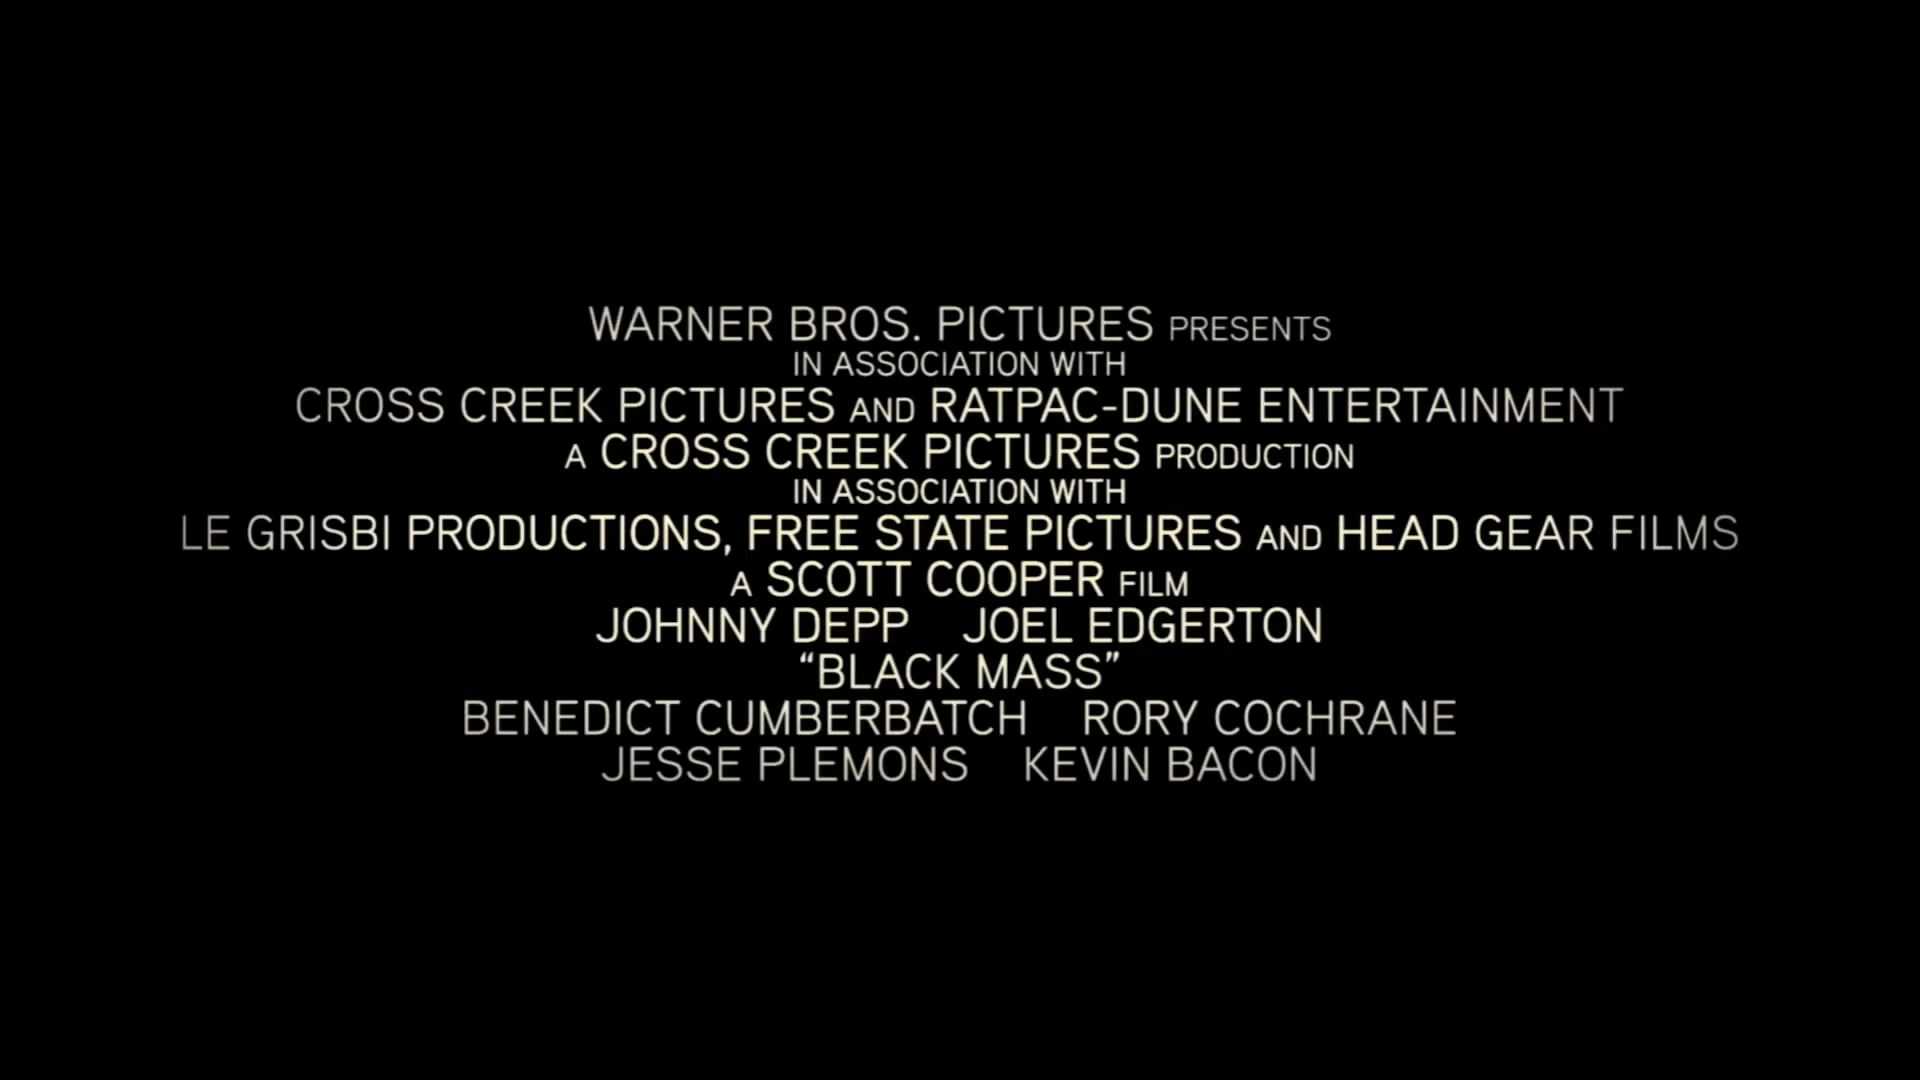 WARNER BROS. PICTURES PRESENTS
IN ASSOCIATION WITH
CROSS CREEK PICTURES AND RATPAC-DUNE ENTERTAINMENT
A CROSS CREEK PICTURES PRODUCTION
IN ASSOCIATION WITH
LE GRISBI PRODUCTIONS, FREE STATE PICTURES AND HEAD GEAR FILMS
A SCOTT COOPER FILM
JOHNNY DEPP JOEL EDGERTON
“BLACK MASS”
BENEDICT CUMBERBATCH RORY COCHRANE
JESSE PLEMONS KEVIN BACON